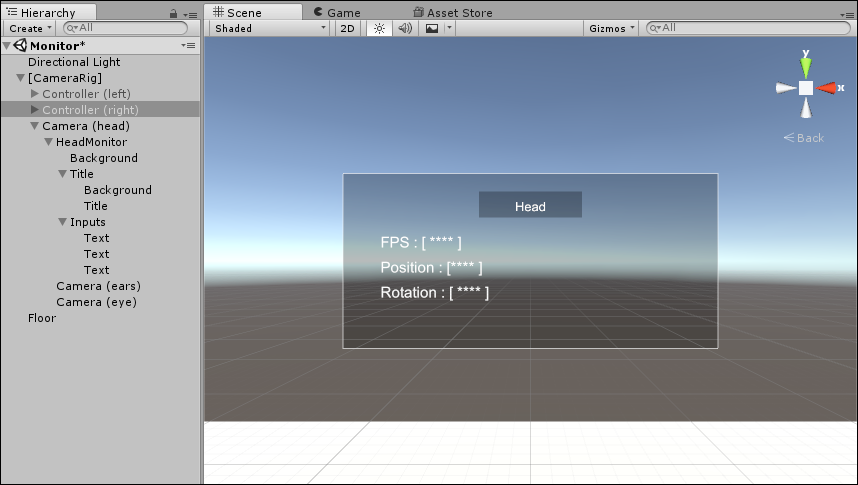 Hierarchy
Create
All
Monitor*
Directional Light
[CameraRig]
Controller (left)
Controller (right)
Camera (head)
HeadMonitor
Background
Title
Background
Title
Inputs
Text
Text
Text
Camera (ears)
Camera (eye)
Floor
Scene
Game
Asset Store
Shaded
2D
Gizmos
All
y
x
Back
Head
FPS : [ **** ]
Position : [**** ]
Rotation : [ **** ]